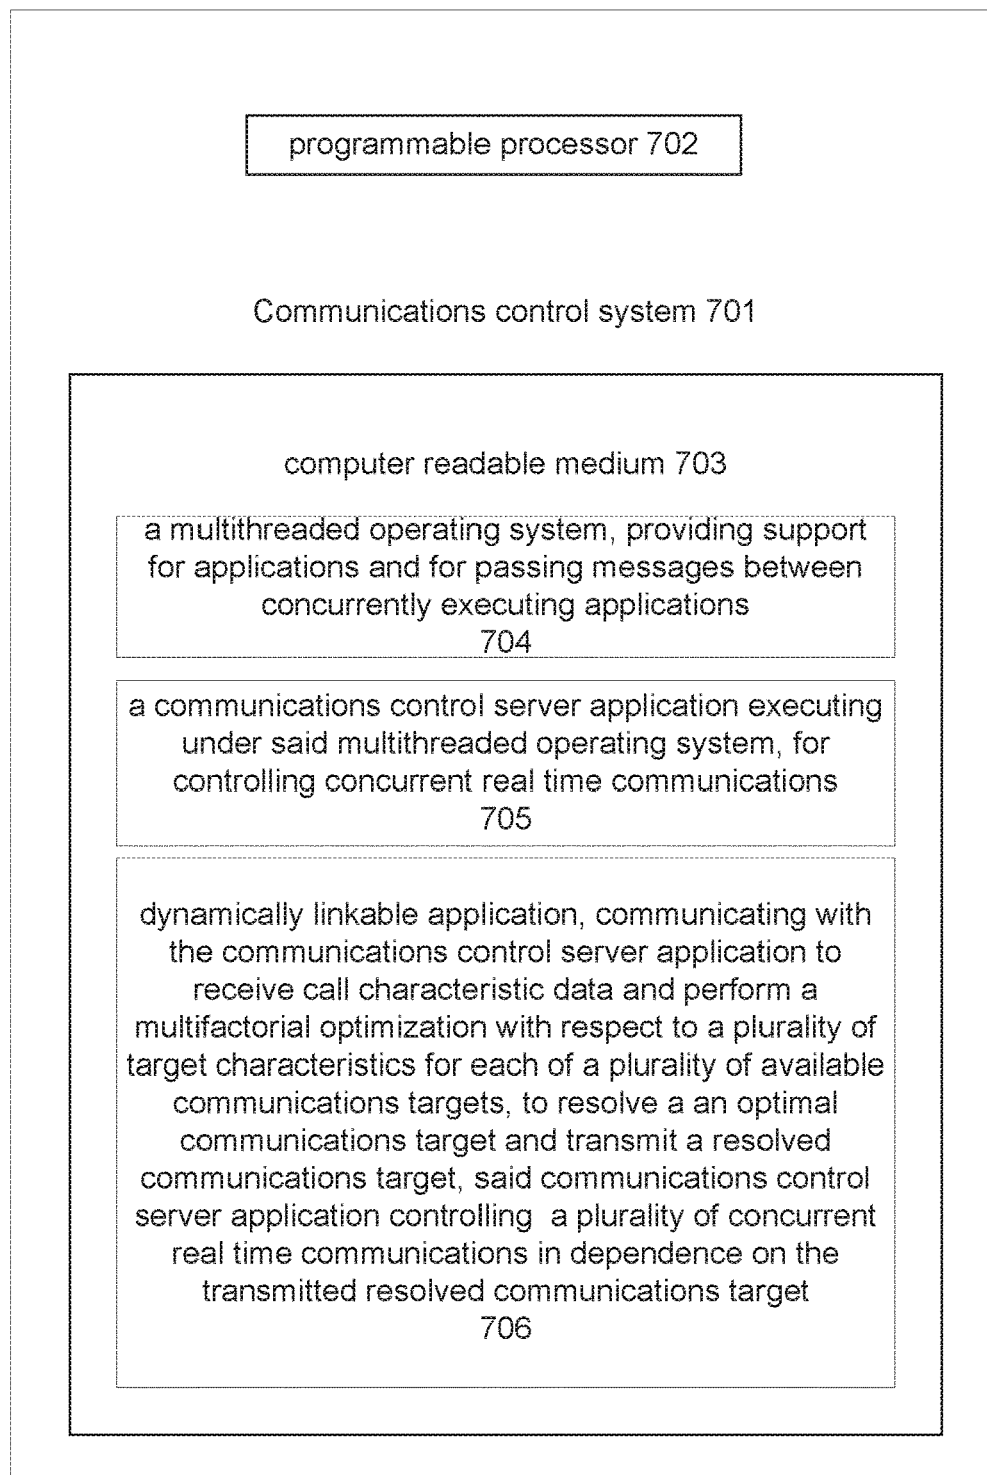 programmable processor 702
Communications control system 701
computer readable medium 703
a multithreaded operating system, providing support
for applications and for passing messages between
concurrently executing applications
704
a communications control server application executing
under said multithreaded operating system, for
controlling concurrent real time communications
705
dynamically linkable application, communicating with
the communications control server application to
receive call characteristic data and perform a
multifactorial optimization with respect to a plurality of
target characteristics for each of a plurality of available
communications targets, to resolve a an optimal
communications target and transmit a resolved
communications target, said communications control
server application controlling  a plurality of concurrent
real time communications in dependence on the
transmitted resolved communications target
706